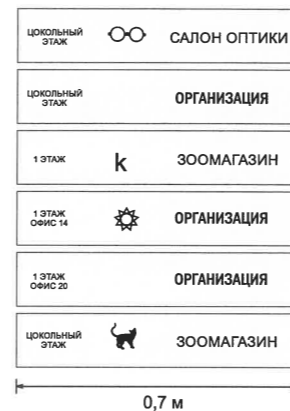 ЦОКОЛЬНЫЙ
ЭТАЖ
САЛОН ОПТИКИ
ЦОКОЛЬНЫЙ
ЭТАЖ
ОРГАНИЗАЦИЯ
1 ЭТАЖ
k
ЗООМАГАЗИН
1 ЭТАЖ
ОФИС 14
ОРГАНИЗАЦИЯ
1 ЭТАЖ
ОФИС 20
ОРГАНИЗАЦИЯ
ЦОКОЛЬНЫЙ
ЭТАЖ
ЗООМАГАЗИН
0,7 м